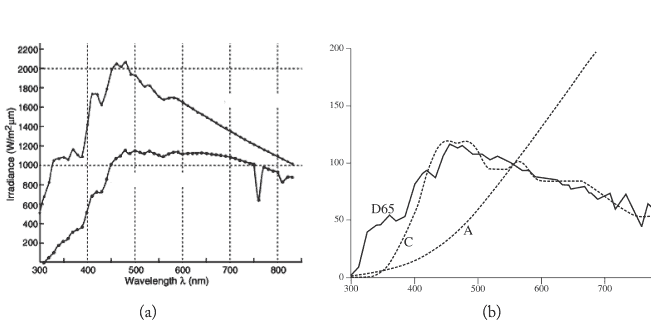 2200
2000
1800
1600
1400
1200
1000
800
600
400
200
Irradiance (W/m²μm)
300 400 500 600 700 800
Wavelength λ (nm)
(a)
200
150
100
50
0
D65
C
A
300 400 500 600 700
(b)